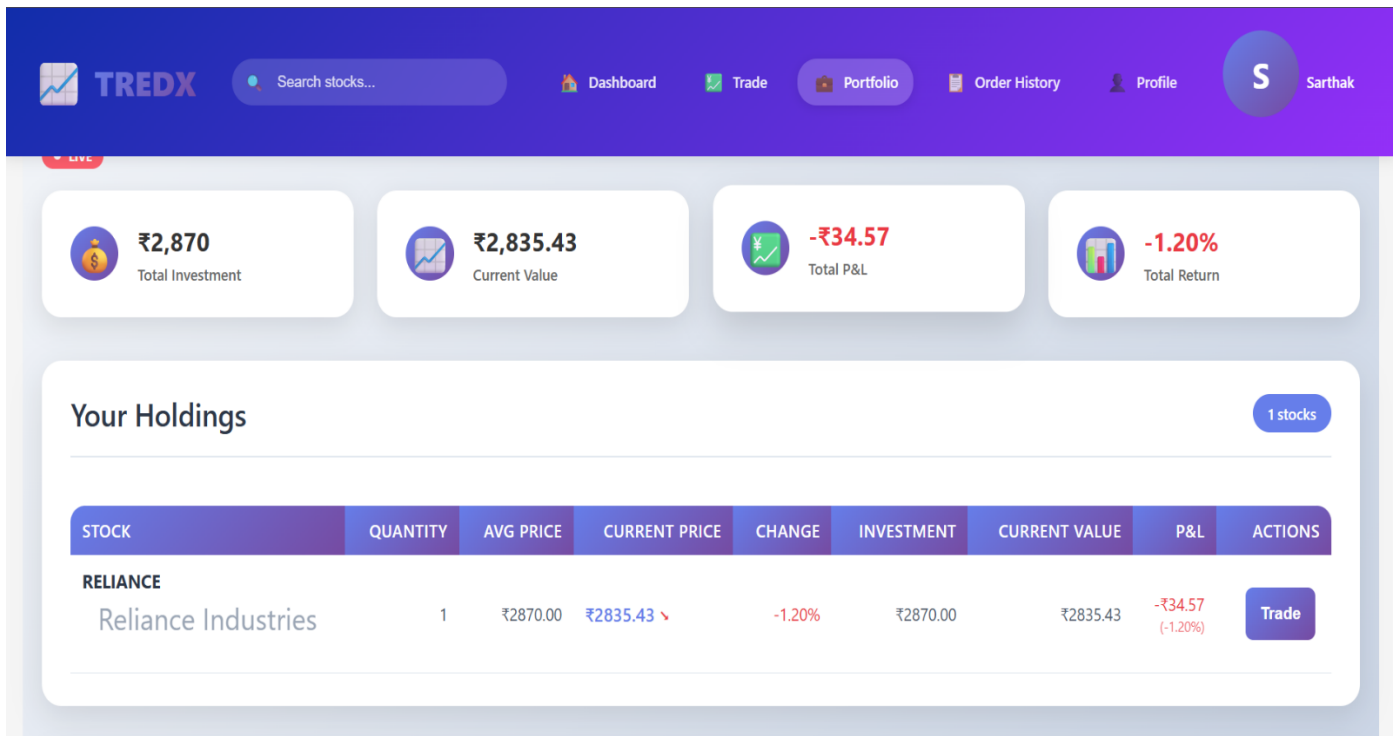 TREDX Search stocks... Dashboard Trade Portfolio Order History Profile S Sarthak
LIVE
₹2,870 ₹2,835.43 -₹34.57 -1.20%
Total Investment Current Value Total P&L Total Return
Your Holdings 1 stocks
STOCK QUANTITY AVG PRICE CURRENT PRICE CHANGE INVESTMENT CURRENT VALUE P&L ACTIONS
RELIANCE
Reliance Industries 1 ₹2870.00 ₹2835.43 -1.20% ₹2870.00 ₹2835.43 -₹34.57 Trade
(-1.20%)